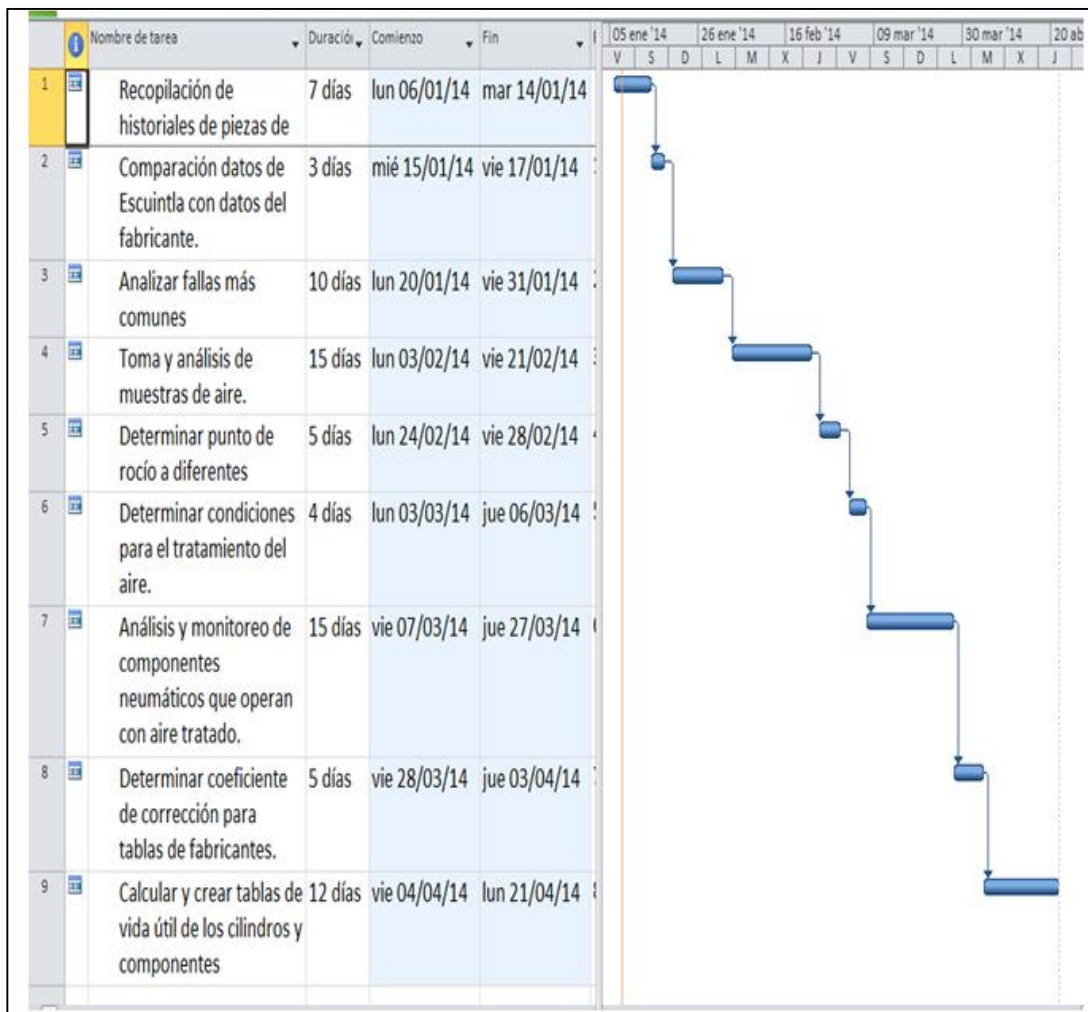 Nombre de tarea Duración Comienzo Fin
05 ene '14 26 ene '14 16 feb '14 09 mar '14 30 mar '14 20 ab
V S D L M X J V S D L M X J
1 Recopilación de 7 días lun 06/01/14 mar 14/01/14
historiales de piezas de
2 Comparación datos de 3 días mié 15/01/14 vie 17/01/14
Escuintla con datos del
fabricante.
3 Analizar fallas más 10 días lun 20/01/14 vie 31/01/14
comunes
4 Toma y análisis de 15 días lun 03/02/14 vie 21/02/14
muestras de aire.
5 Determinar punto de 5 días lun 24/02/14 vie 28/02/14
rocío a diferentes
6 Determinar condiciones 4 días lun 03/03/14 jue 06/03/14
para el tratamiento del
aire.
7 Análisis y monitoreo de 15 días vie 07/03/14 jue 27/03/14
componentes
neumáticos que operan
con aire tratado.
8 Determinar coeficiente 5 días vie 28/03/14 jue 03/04/14
de corrección para
tablas de fabricantes.
9 Calcular y crear tablas de 12 días vie 04/04/14 lun 21/04/14
vida útil de los cilindros y
componentes